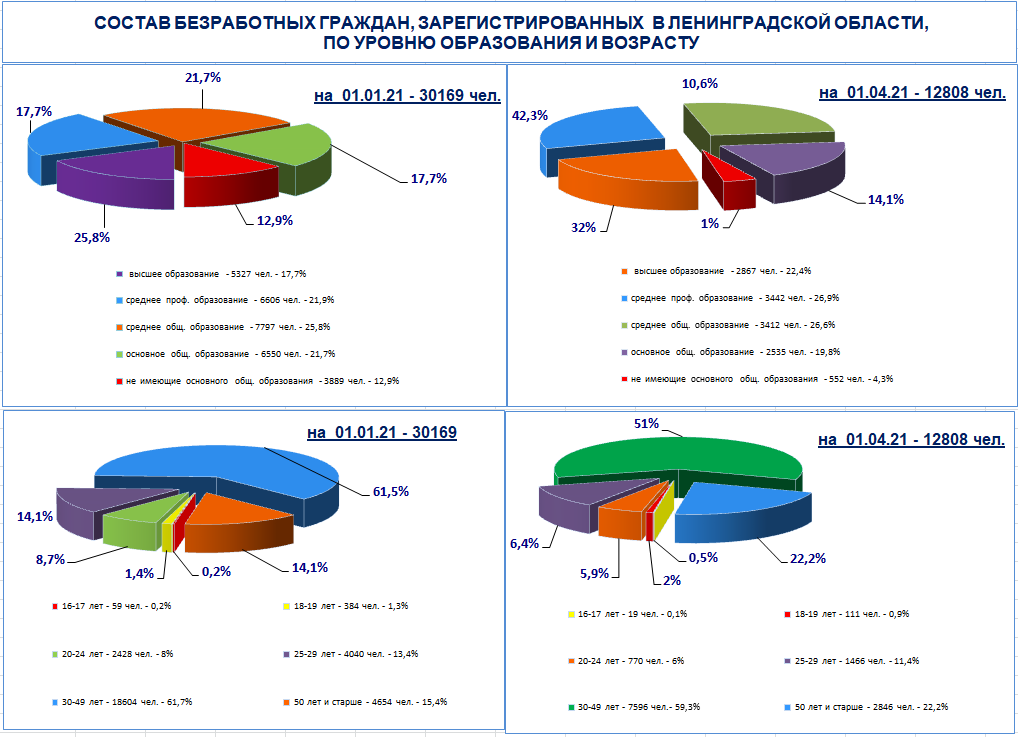 СОСТАВ БЕЗРАБОТНЫХ ГРАЖДАН, ЗАРЕГИСТРИРОВАННЫХ В ЛЕНИНГРАДСКОЙ ОБЛАСТИ,
ПО УРОВНЮ ОБРАЗОВАНИЯ И ВОЗРАСТУ
на 01.01.21 - 30169 чел.
21,7%
17,7%
17,7%
12,9%
25,8%
высшее образование - 5327 чел. - 17,7%
среднее проф. образование - 6606 чел. - 21,9%
среднее общ. образование - 7797 чел. - 25,8%
основное общ. образование - 6550 чел. - 21,7%
не имеющие основного общ. образования - 3889 чел. - 12,9%
на 01.04.21 - 12808 чел.
10,6%
42,3%
14,1%
1%
32%
высшее образование - 2867 чел. - 22,4%
среднее проф. образование - 3442 чел. - 26,9%
среднее общ. образование - 3412 чел. - 26,6%
основное общ. образование - 2535 чел. - 19,8%
не имеющие основного общ. образования - 552 чел. - 4,3%
на 01.01.21 - 30169
61,5%
14,1%
8,7%
1,4%
0,2%
14,1%
16-17 лет - 59 чел. - 0,2%
18-19 лет - 384 чел. - 1,3%
20-24 лет - 2428 чел. - 8%
25-29 лет - 4040 чел. - 13,4%
30-49 лет - 18604 чел. - 61,7%
50 лет и старше - 4654 чел. - 15,4%
51%
на 01.04.21 - 12808 чел.
6,4%
5,9%
2%
0,5%
22,2%
16-17 лет - 19 чел. - 0,1%
18-19 лет - 111 чел. - 0,9%
20-24 лет - 770 чел. - 6%
25-29 лет - 1466 чел. - 11,4%
30-49 лет - 7596 чел.- 59,3%
50 лет и старше - 2846 чел. - 22,2%